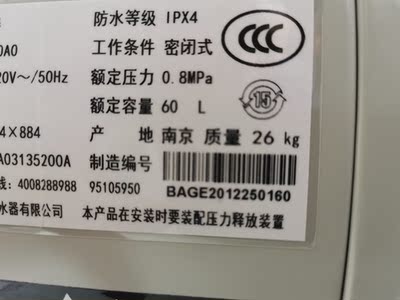 防水等级 IPX4
0A0 工作条件 密闭式
20V～/50Hz 额定压力 0.8MPa
额定容量 60 L
15
4×884 产 地 南京 质量 26 kg
A03135200A 制造编号
线: 4008288988 95105950 BAGE2012250160
水器有限公司 本产品在安装时要装配压力释放装置